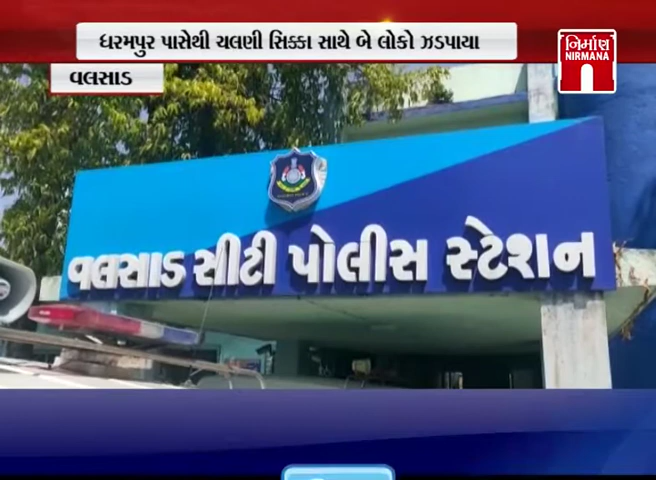 ધરમપુર પાસેથી ચલણી સિક્કા સાથે બે લોકો ઝડપાયા
નિર્માણ
NIRMANA
વલસાડ
વલસાડ સીટી પોલીસ સ્ટેશન